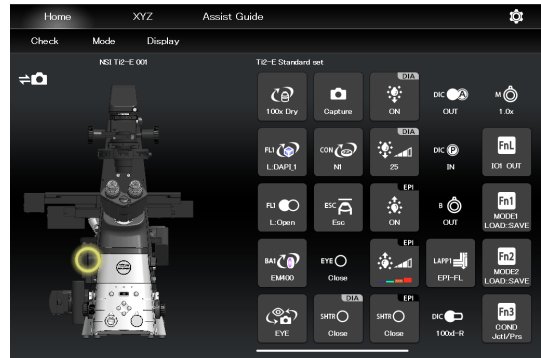 Home XYZ Assist Guide
Check Mode Display
NSI Ti2-E 001
Ti2-E Standard set
100x Dry
Capture
DIA
ON
DIC A
OUT
M
1.0x
FL1
L:DAPI_1
CON
N1
DIA
25
DIC P
IN
FnL
IO1 OUT
FL1
L:Open
ESC
Esc
EPI
ON
B
OUT
Fn1
MODE1
LOAD:SAVE
BA1
EM400
EYE
Close
EPI
LAPP1
EPI-FL
Fn2
MODE2
LOAD:SAVE
EYE
DIA
SHTR
Close
EPI
SHTR
Close
DIC
100xI-R
Fn3
COND
Jctl/Prs